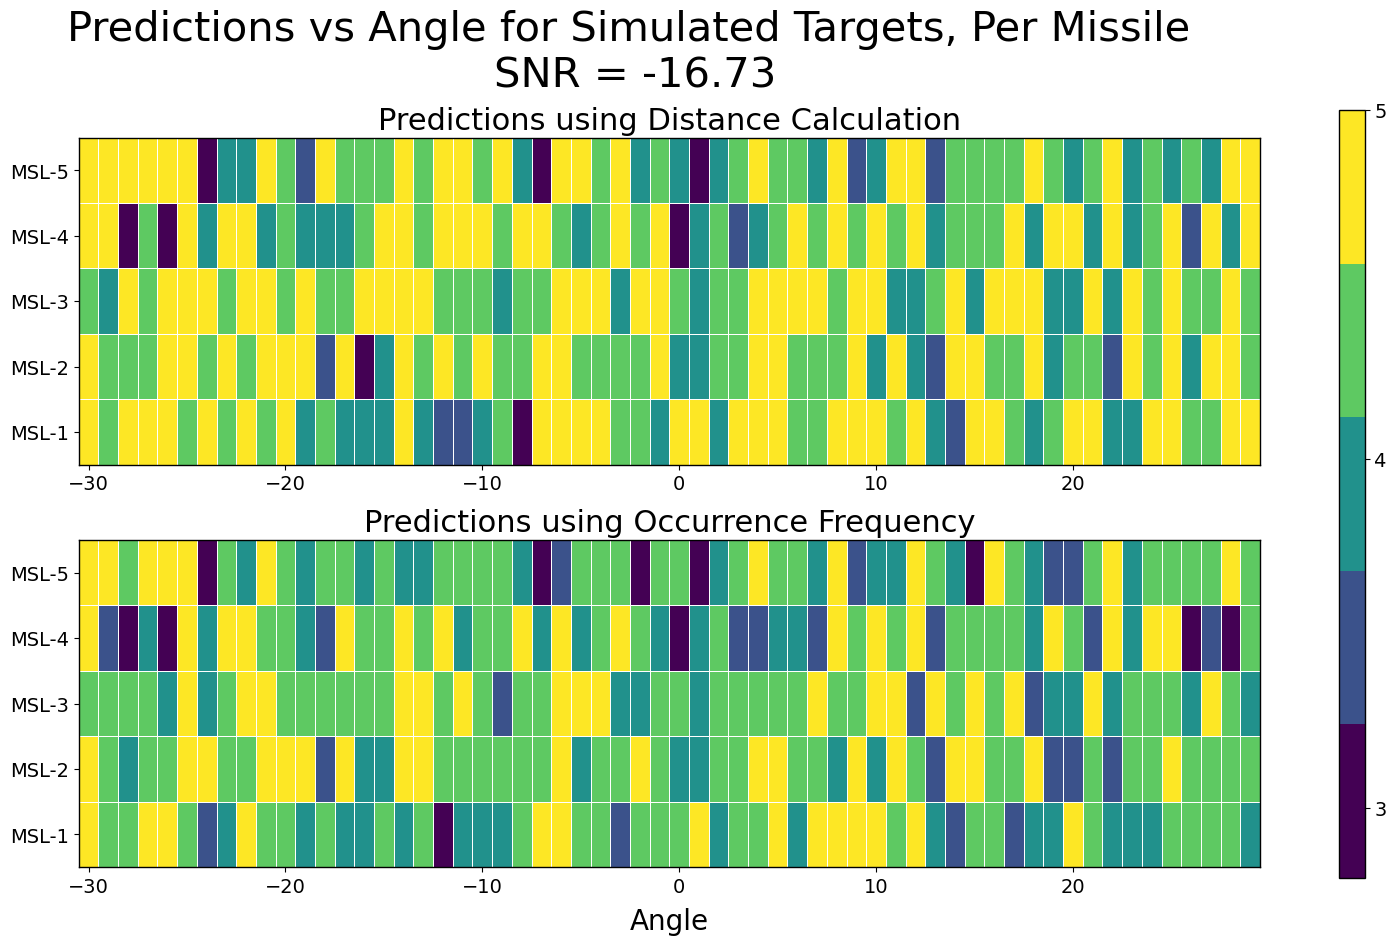 Predictions vs Angle for Simulated Targets, Per Missile
SNR = -16.73
Predictions using Distance Calculation
MSL-5
MSL-4
MSL-3
MSL-2
MSL-1
−30 −20 −10 0 10 20
Predictions using Occurrence Frequency
MSL-5
MSL-4
MSL-3
MSL-2
MSL-1
−30 −20 −10 0 10 20
Angle
5
4
3